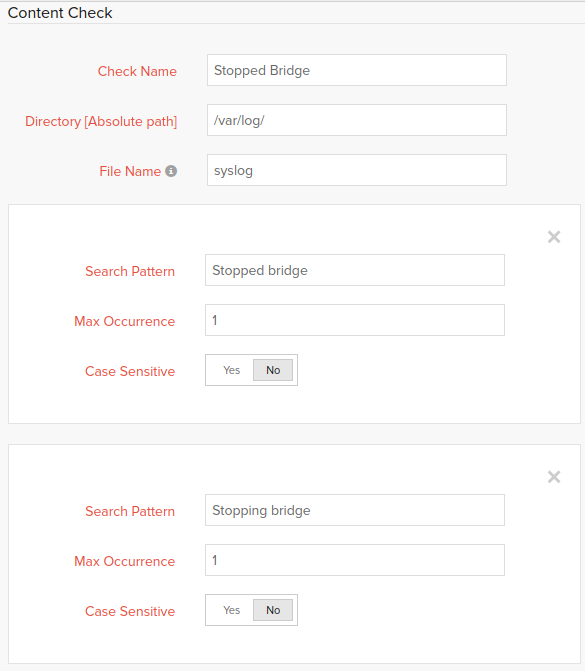 Content Check
Check Name Stopped Bridge
Directory [Absolute path] /var/log/
File Name syslog
Search Pattern Stopped bridge
Max Occurrence 1
Case Sensitive Yes No
Search Pattern Stopping bridge
Max Occurrence 1
Case Sensitive Yes No